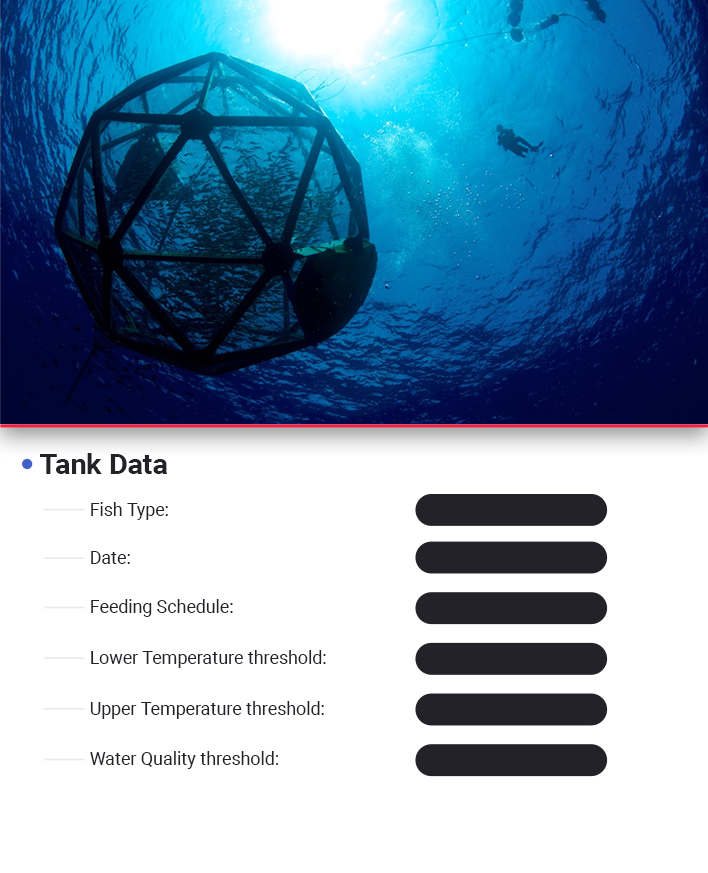 Tank Data
Fish Type:
Date:
Feeding Schedule:
Lower Temperature threshold:
Upper Temperature threshold:
Water Quality threshold: